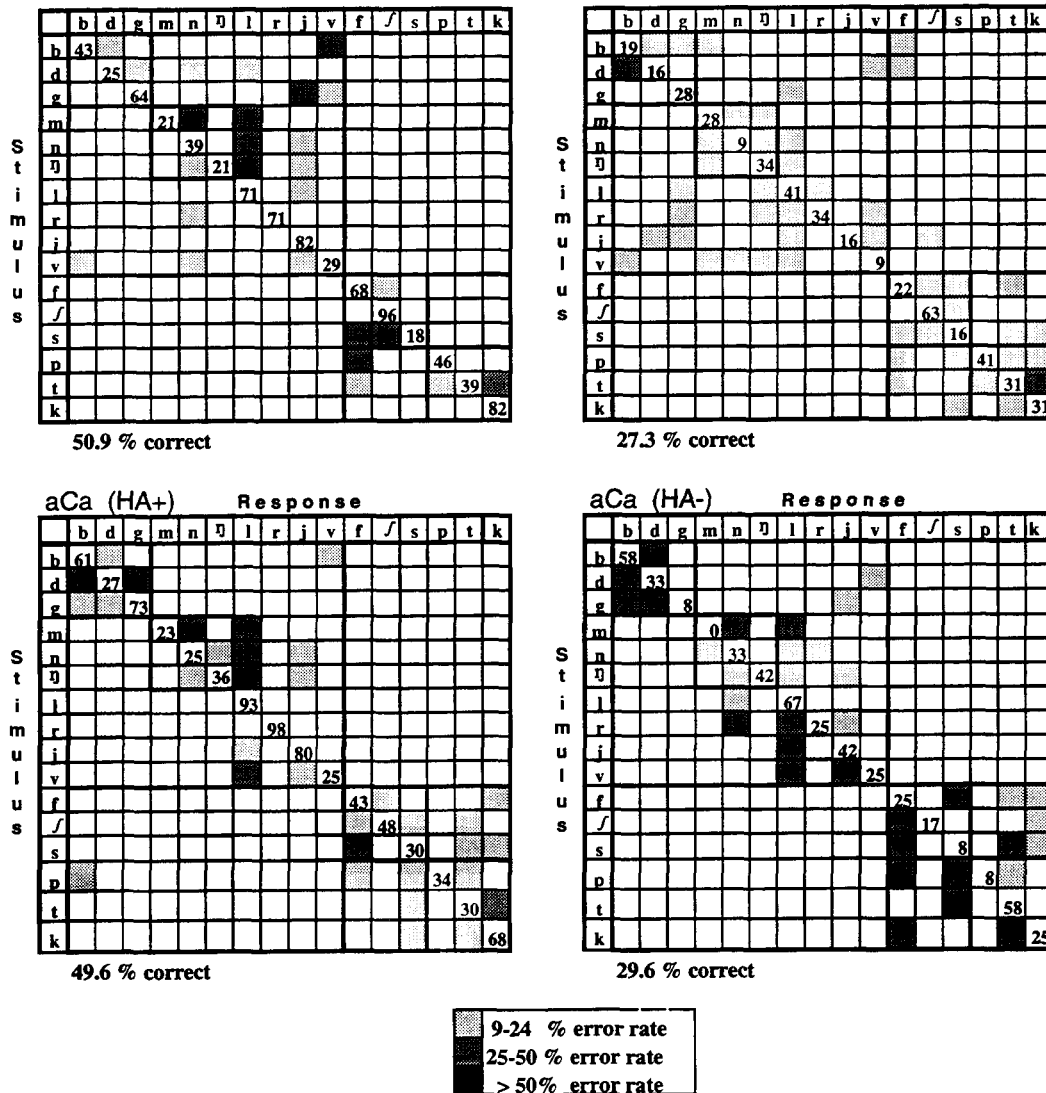 b d g m n ŋ l r j v f ʃ s p t k
b 43
d 25
g 64
m 21
n 39
ŋ 21
l 71
r 71
j 82
v 29
f 68
ʃ 96
s 18
p 46
t 39
k 82
Stimulus
50.9 % correct
b d g m n ŋ l r j v f ʃ s p t k
b 19
d 16
g 28
m 28
n 9
ŋ 34
l 41
r 34
j 16
v 9
f 22
ʃ 63
s 16
p 41
t 31
k 31
Stimulus
27.3 % correct
aCa (HA+) Response
b d g m n ŋ l r j v f ʃ s p t k
b 61
d 27
g 73
m 23
n 25
ŋ 36
l 93
r 98
j 80
v 25
f 43
ʃ 48
s 30
p 34
t 30
k 68
Stimulus
49.6 % correct
aCa (HA-) Response
b d g m n ŋ l r j v f ʃ s p t k
b 58
d 33
g 8
m 0
n 33
ŋ 42
l 67
r 25
j 42
v 25
f 25
ʃ 17
s 8
p 8
t 58
k 25
Stimulus
29.6 % correct
9-24 % error rate
25-50 % error rate
> 50% error rate